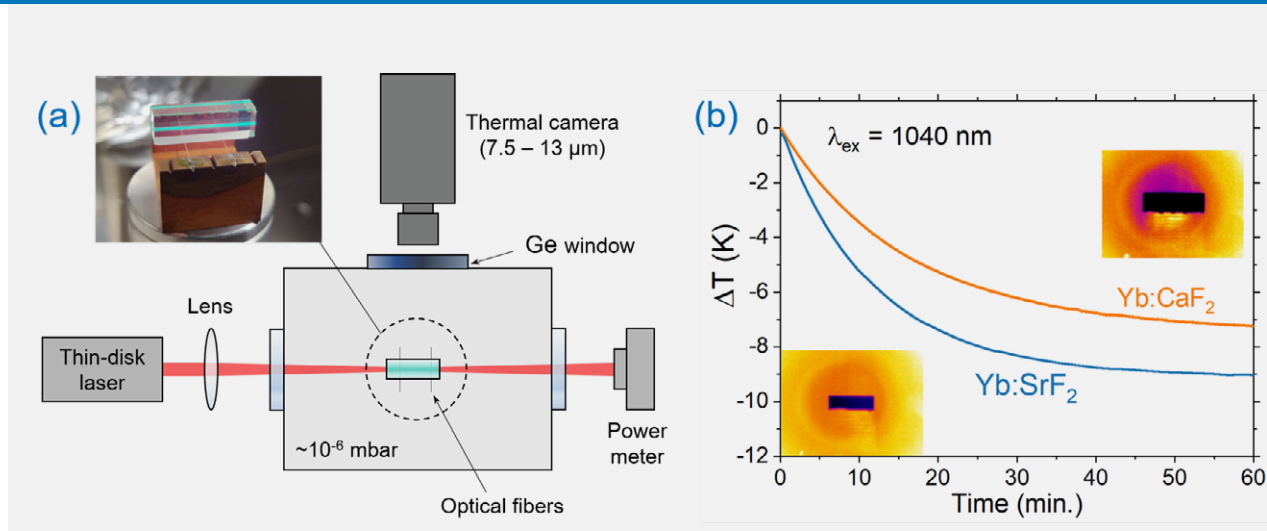 (a)
Thermal camera
(7.5 – 13 μm)
Ge window
Lens
Thin-disk
laser
~10⁻⁶ mbar
Power
meter
Optical fibers
(b)
λex = 1040 nm
ΔT (K)
0
-2
-4
-6
-8
-10
-12
Yb:CaF₂
Yb:SrF₂
0
10
20
30
40
50
60
Time (min.)